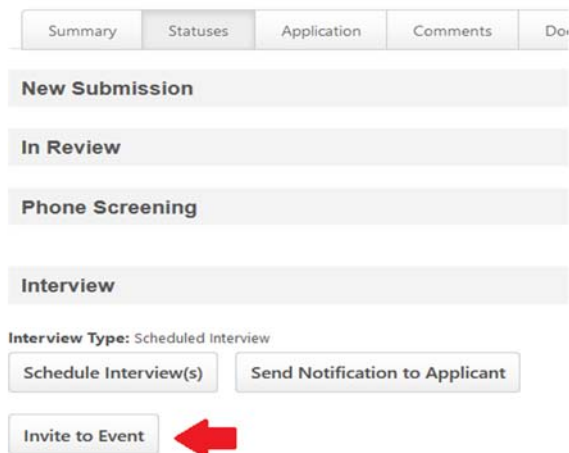 Summary Statuses Application Comments
New Submission
In Review
Phone Screening
Interview
Interview Type: Scheduled Interview
Schedule Interview(s) Send Notification to Applicant
Invite to Event